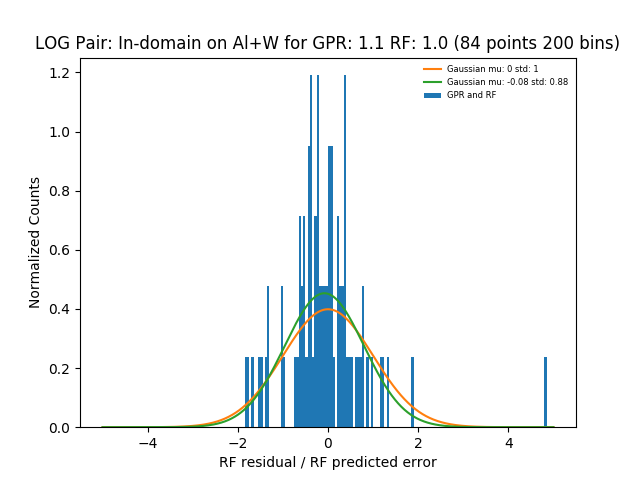 LOG Pair: In-domain on Al+W for GPR: 1.1 RF: 1.0 (84 points 200 bins)
Gaussian mu: 0 std: 1
Gaussian mu: -0.08 std: 0.88
GPR and RF
Normalized Counts
1.2
1.0
0.8
0.6
0.4
0.2
0.0
−4
−2
0
2
4
RF residual / RF predicted error